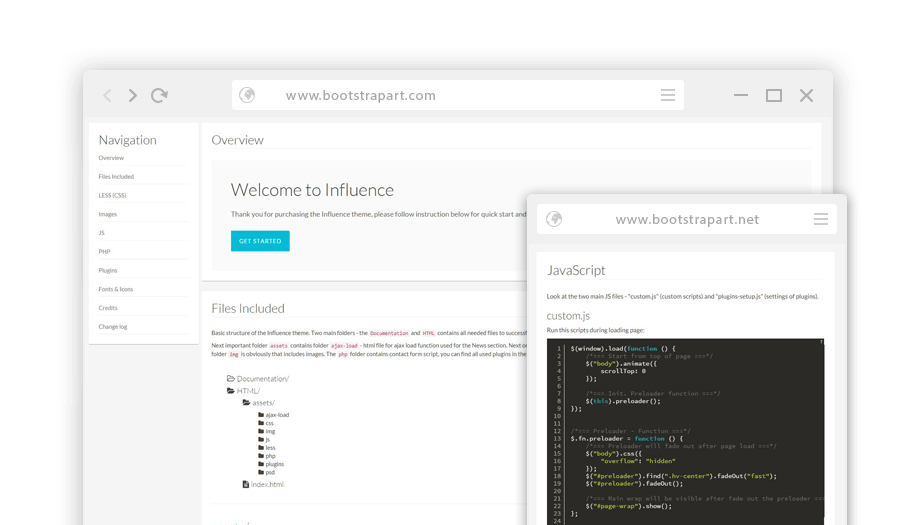 www.bootstrapart.com
Navigation
Overview
Files Included
LESS (CSS)
Images
JS
PHP
Plugins
Fonts & Icons
Credits
Change log
Overview
Welcome to Influence
Thank you for purchasing the Influence theme, please follow instruction below for quick start and
GET STARTED
Files Included
Basic structure of the Influence theme. Two main folders - the Documentation and HTML contains all needed files to successf
Next important folder assets contains folder ajax-load - html file for ajax load function used for the News section. Next on
folder img is obviously that includes images. The php folder contains contact form script, you can find all used plugins in the
Documentation/
HTML/
assets/
ajax-load
css
img
js
less
php
plugins
psd
index.html
www.bootstrapart.net
JavaScript
Look at the two main JS files - "custom.js" (custom scripts) and "plugins-setup.js" (settings of plugins).
custom.js
Run this scripts during loading page:
?
1 $(window).load(function () {
2 /*=== Start from top of page ===*/
3 $("body").animate({
4 scrollTop: 0
5 });
6
7 /*=== Init. Preloader function ===*/
8 $(this).preloader();
9 });
10
11
12 /*=== Preloader - Function ===*/
13 $.fn.preloader = function () {
14 /*=== Preloader will fade out after page load ===*/
15 $("body").css({
16 "overflow": "hidden"
17 });
18 $("#preloader").find(".hv-center").fadeOut("fast");
19 $("#preloader").fadeOut();
20
21 /*=== Main wrap will be visible after fade out the preloader ===
22 $("#page-wrap").show();
23 };
24